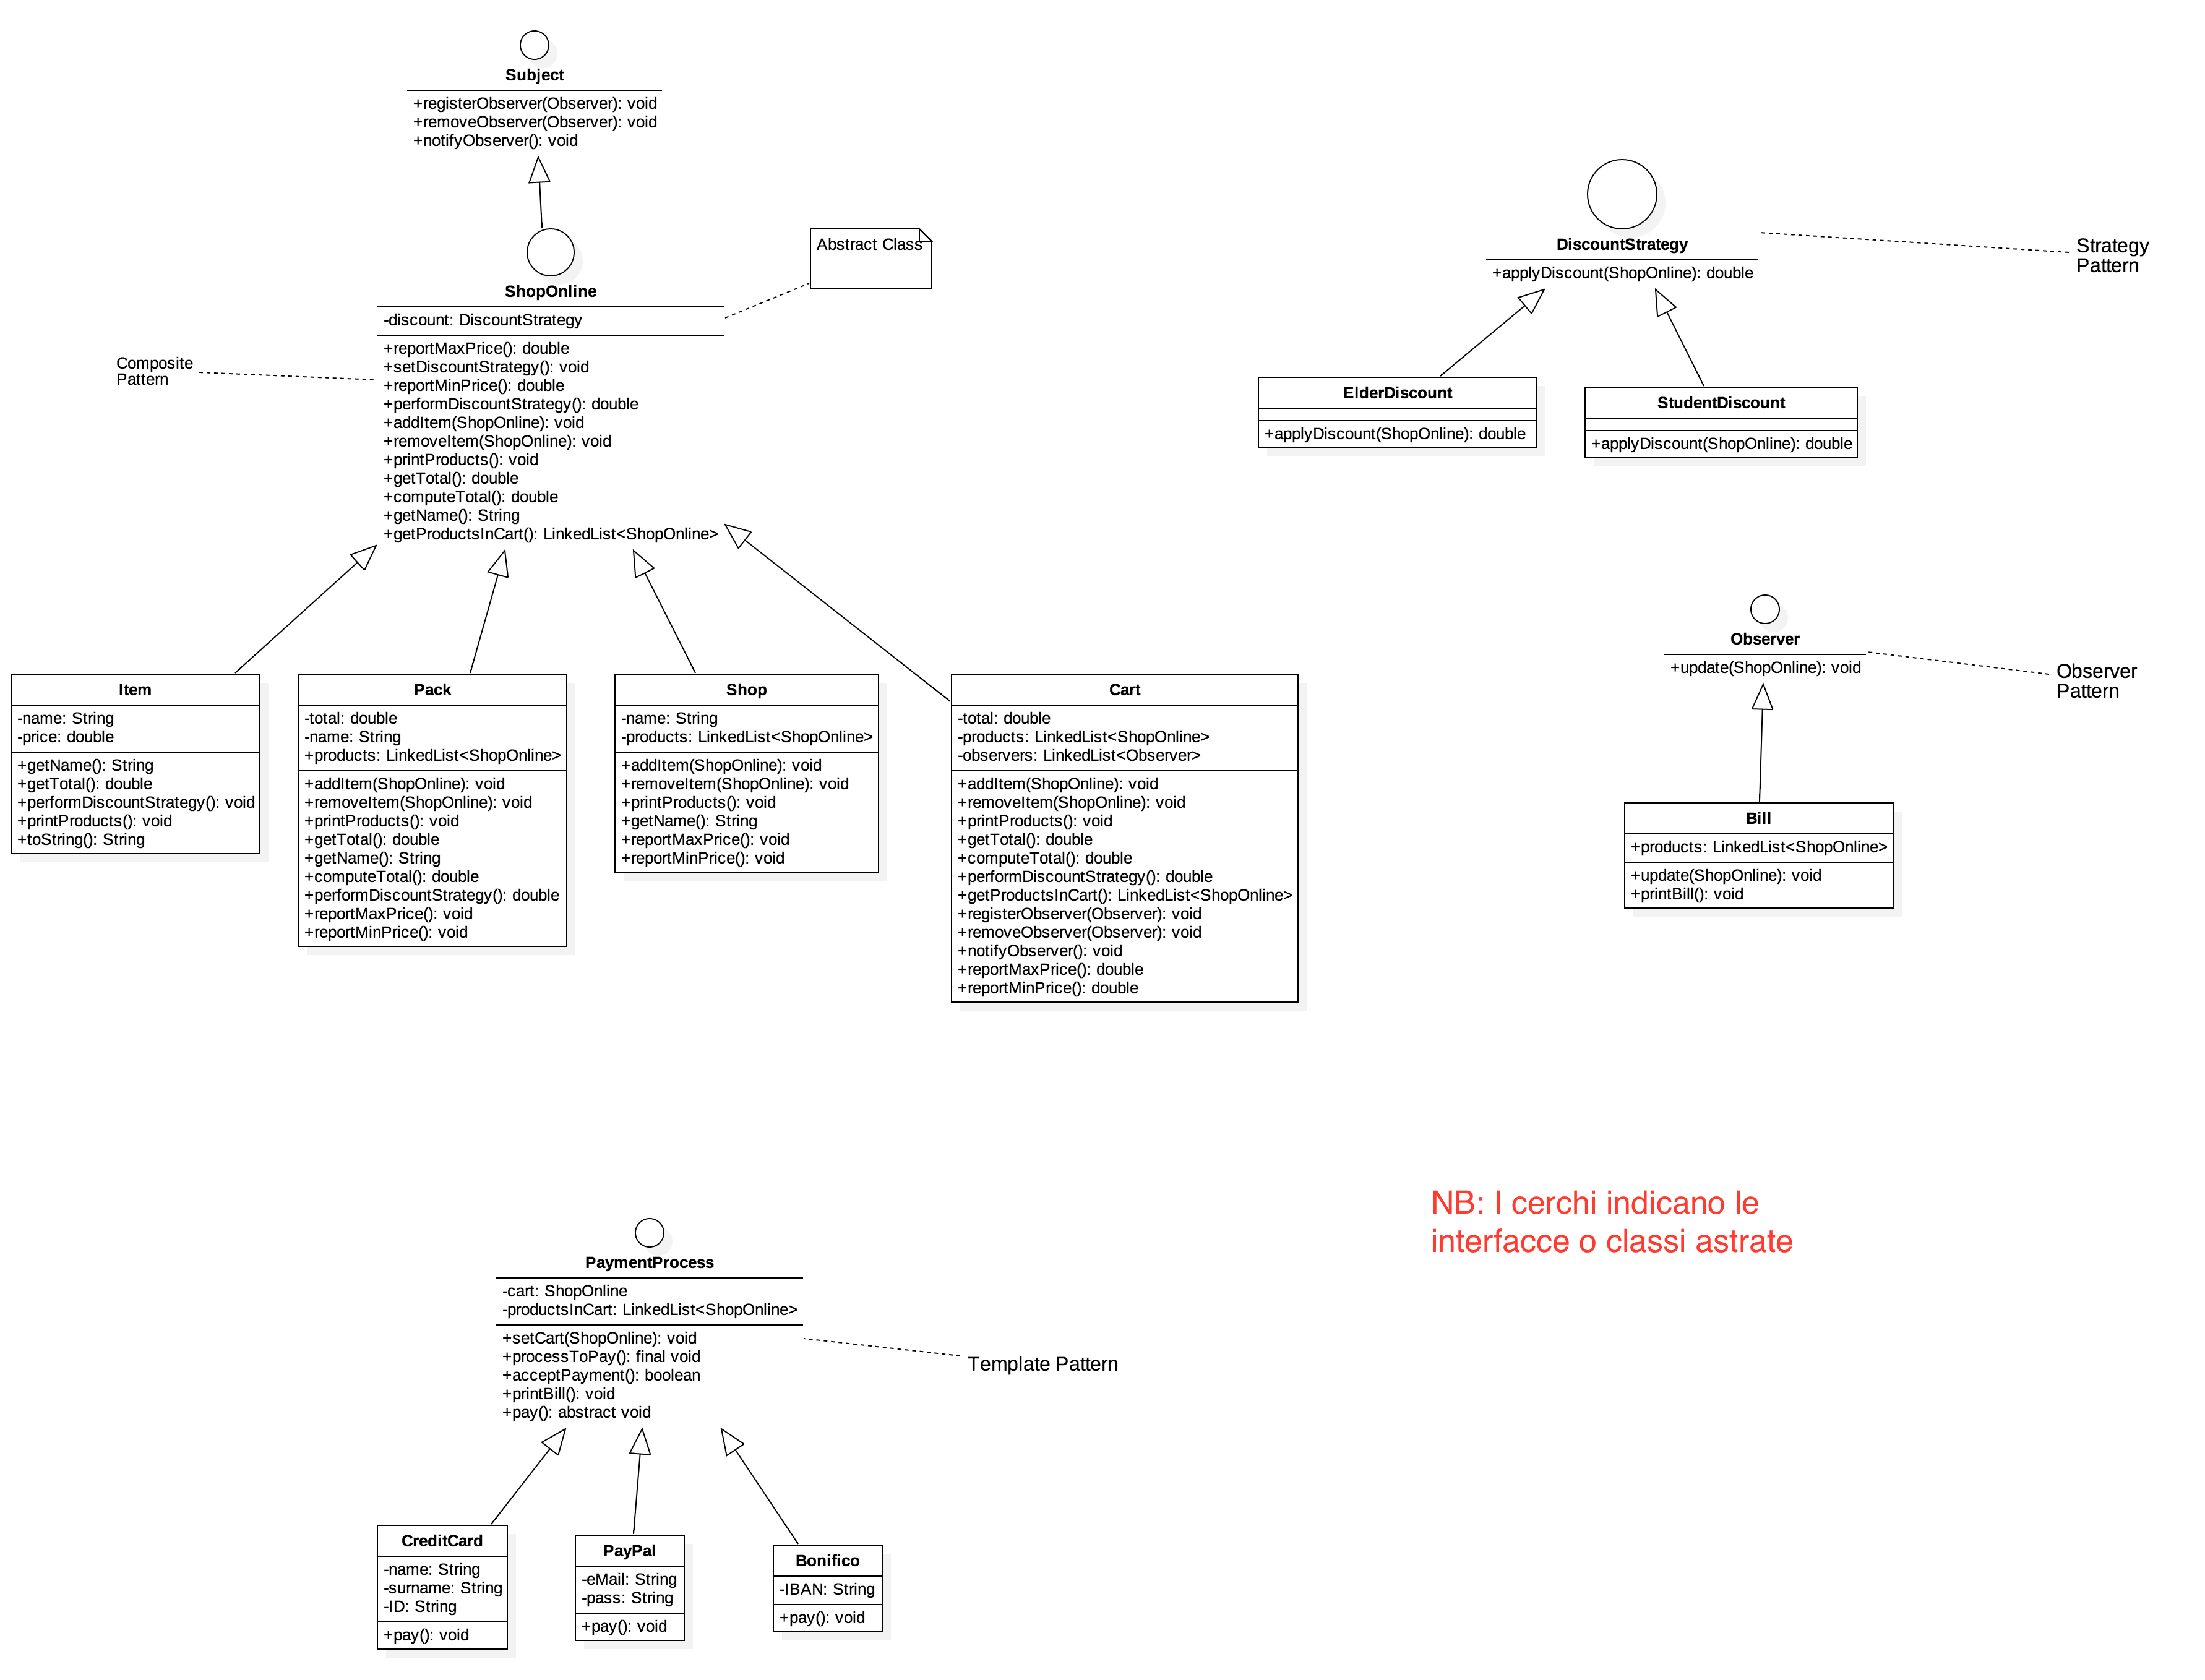 Subject
+registerObserver(Observer): void
+removeObserver(Observer): void
+notifyObserver(): void
Abstract Class
ShopOnline
-discount: DiscountStrategy
+reportMaxPrice(): double
+setDiscountStrategy(): void
+reportMinPrice(): double
+performDiscountStrategy(): double
+addItem(ShopOnline): void
+removeItem(ShopOnline): void
+printProducts(): void
+getTotal(): double
+computeTotal(): double
+getName(): String
+getProductsInCart(): LinkedList<ShopOnline>
Composite
Pattern
DiscountStrategy
+applyDiscount(ShopOnline): double
Strategy
Pattern
ElderDiscount
+applyDiscount(ShopOnline): double
StudentDiscount
+applyDiscount(ShopOnline): double
Observer
+update(ShopOnline): void
Observer
Pattern
Item
-name: String
-price: double
+getName(): String
+getTotal(): double
+performDiscountStrategy(): void
+printProducts(): void
+toString(): String
Pack
-total: double
-name: String
+products: LinkedList<ShopOnline>
+addItem(ShopOnline): void
+removeItem(ShopOnline): void
+printProducts(): void
+getTotal(): double
+getName(): String
+computeTotal(): double
+performDiscountStrategy(): double
+reportMaxPrice(): void
+reportMinPrice(): void
Shop
-name: String
-products: LinkedList<ShopOnline>
+addItem(ShopOnline): void
+removeItem(ShopOnline): void
+printProducts(): void
+getName(): String
+reportMaxPrice(): void
+reportMinPrice(): void
Cart
-total: double
-products: LinkedList<ShopOnline>
-observers: LinkedList<Observer>
+addItem(ShopOnline): void
+removeItem(ShopOnline): void
+printProducts(): void
+getTotal(): double
+computeTotal(): double
+performDiscountStrategy(): double
+getProductsInCart(): LinkedList<ShopOnline>
+registerObserver(Observer): void
+removeObserver(Observer): void
+notifyObserver(): void
+reportMaxPrice(): double
+reportMinPrice(): double
Bill
+products: LinkedList<ShopOnline>
+update(ShopOnline): void
+printBill(): void
NB: I cerchi indicano le
interfacce o classi astrate
PaymentProcess
-cart: ShopOnline
-productsInCart: LinkedList<ShopOnline>
+setCart(ShopOnline): void
+processToPay(): final void
+acceptPayment(): boolean
+printBill(): void
+pay(): abstract void
Template Pattern
CreditCard
-name: String
-surname: String
-ID: String
+pay(): void
PayPal
-eMail: String
-pass: String
+pay(): void
Bonifico
-IBAN: String
+pay(): void